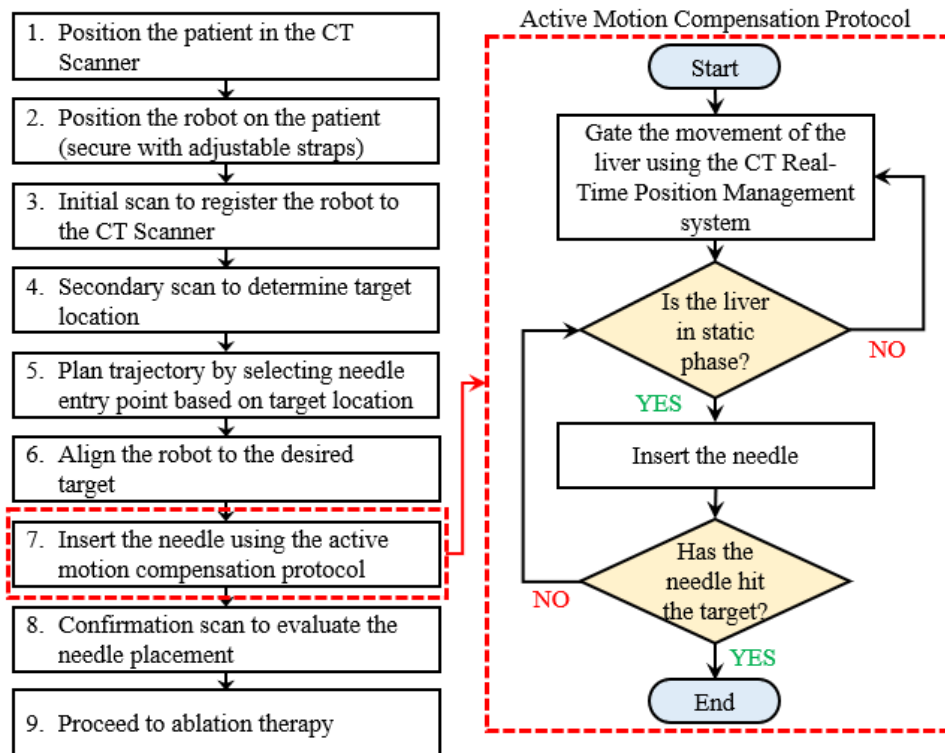 1. Position the patient in the CT
Scanner
2. Position the robot on the patient
(secure with adjustable straps)
3. Initial scan to register the robot to
the CT Scanner
4. Secondary scan to determine target
location
5. Plan trajectory by selecting needle
entry point based on target location
6. Align the robot to the desired
target
7. Insert the needle using the active
motion compensation protocol
8. Confirmation scan to evaluate the
needle placement
9. Proceed to ablation therapy
Active Motion Compensation Protocol
Start
Gate the movement of the
liver using the CT Real-
Time Position Management
system
Is the liver
in static
phase?
NO
YES
Insert the needle
Has the
needle hit
the target?
NO
YES
End